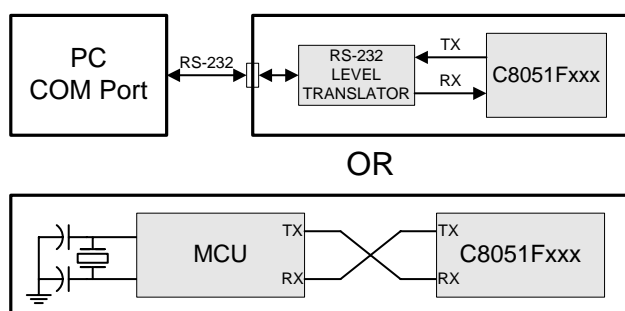 PC
COM Port
RS-232
RS-232
LEVEL
TRANSLATOR
TX
RX
C8051Fxxx
OR
MCU
TX
RX
TX
RX
C8051Fxxx